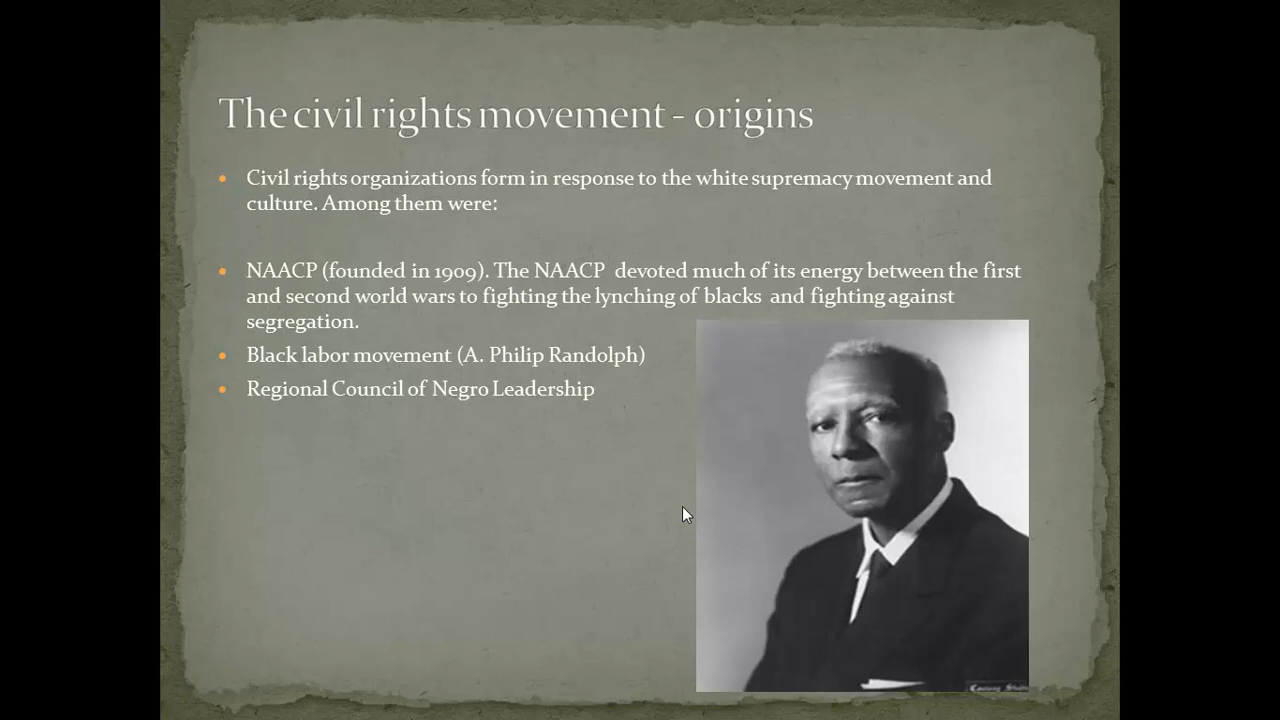 The civil rights movement - origins
Civil rights organizations form in response to the white supremacy movement and
culture. Among them were:
NAACP (founded in 1909). The NAACP devoted much of its energy between the first
and second world wars to fighting the lynching of blacks and fighting against
segregation.
Black labor movement (A. Philip Randolph)
Regional Council of Negro Leadership